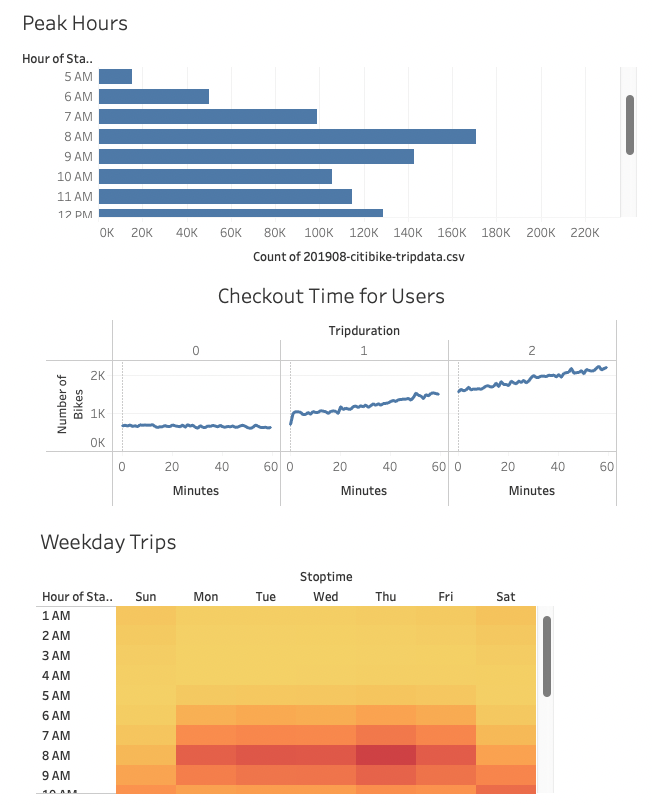 Peak Hours
Hour of Sta..
5 AM
6 AM
7 AM
8 AM
9 AM
10 AM
11 AM
12 PM
0K 20K 40K 60K 80K 100K 120K 140K 160K 180K 200K 220K
Count of 201908-citibike-tripdata.csv
Checkout Time for Users
Tripduration
0 1 2
Number of
Bikes
2K
1K
0K
0 20 40 60 0 20 40 60 0 20 40 60
Minutes Minutes Minutes
Weekday Trips
Stoptime
Hour of Sta.. Sun Mon Tue Wed Thu Fri Sat
1 AM
2 AM
3 AM
4 AM
5 AM
6 AM
7 AM
8 AM
9 AM
10 AM